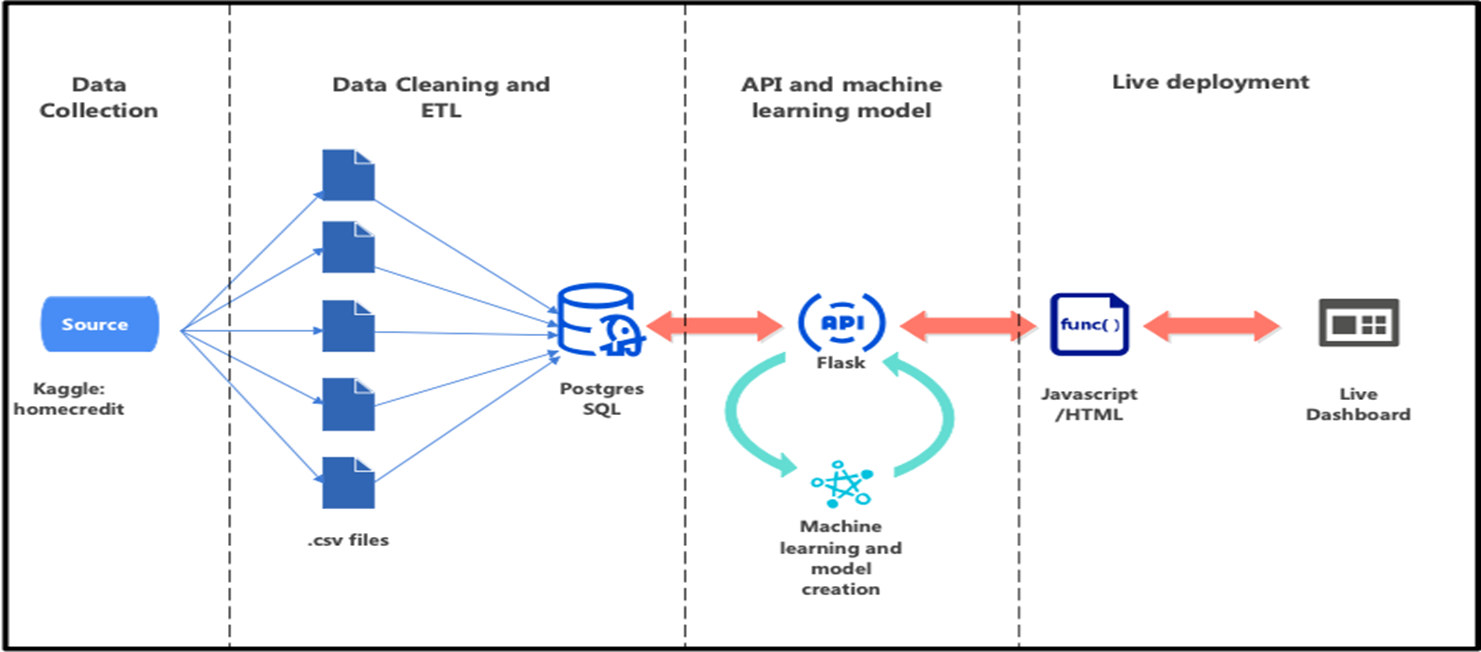 Data
Collection
Data Cleaning and
ETL
API and machine
learning model
Live deployment
Source
Kaggle:
homecredit
.csv files
Postgres
SQL
API
Flask
Machine
learning and
model
creation
func( )
Javascript
/HTML
Live
Dashboard